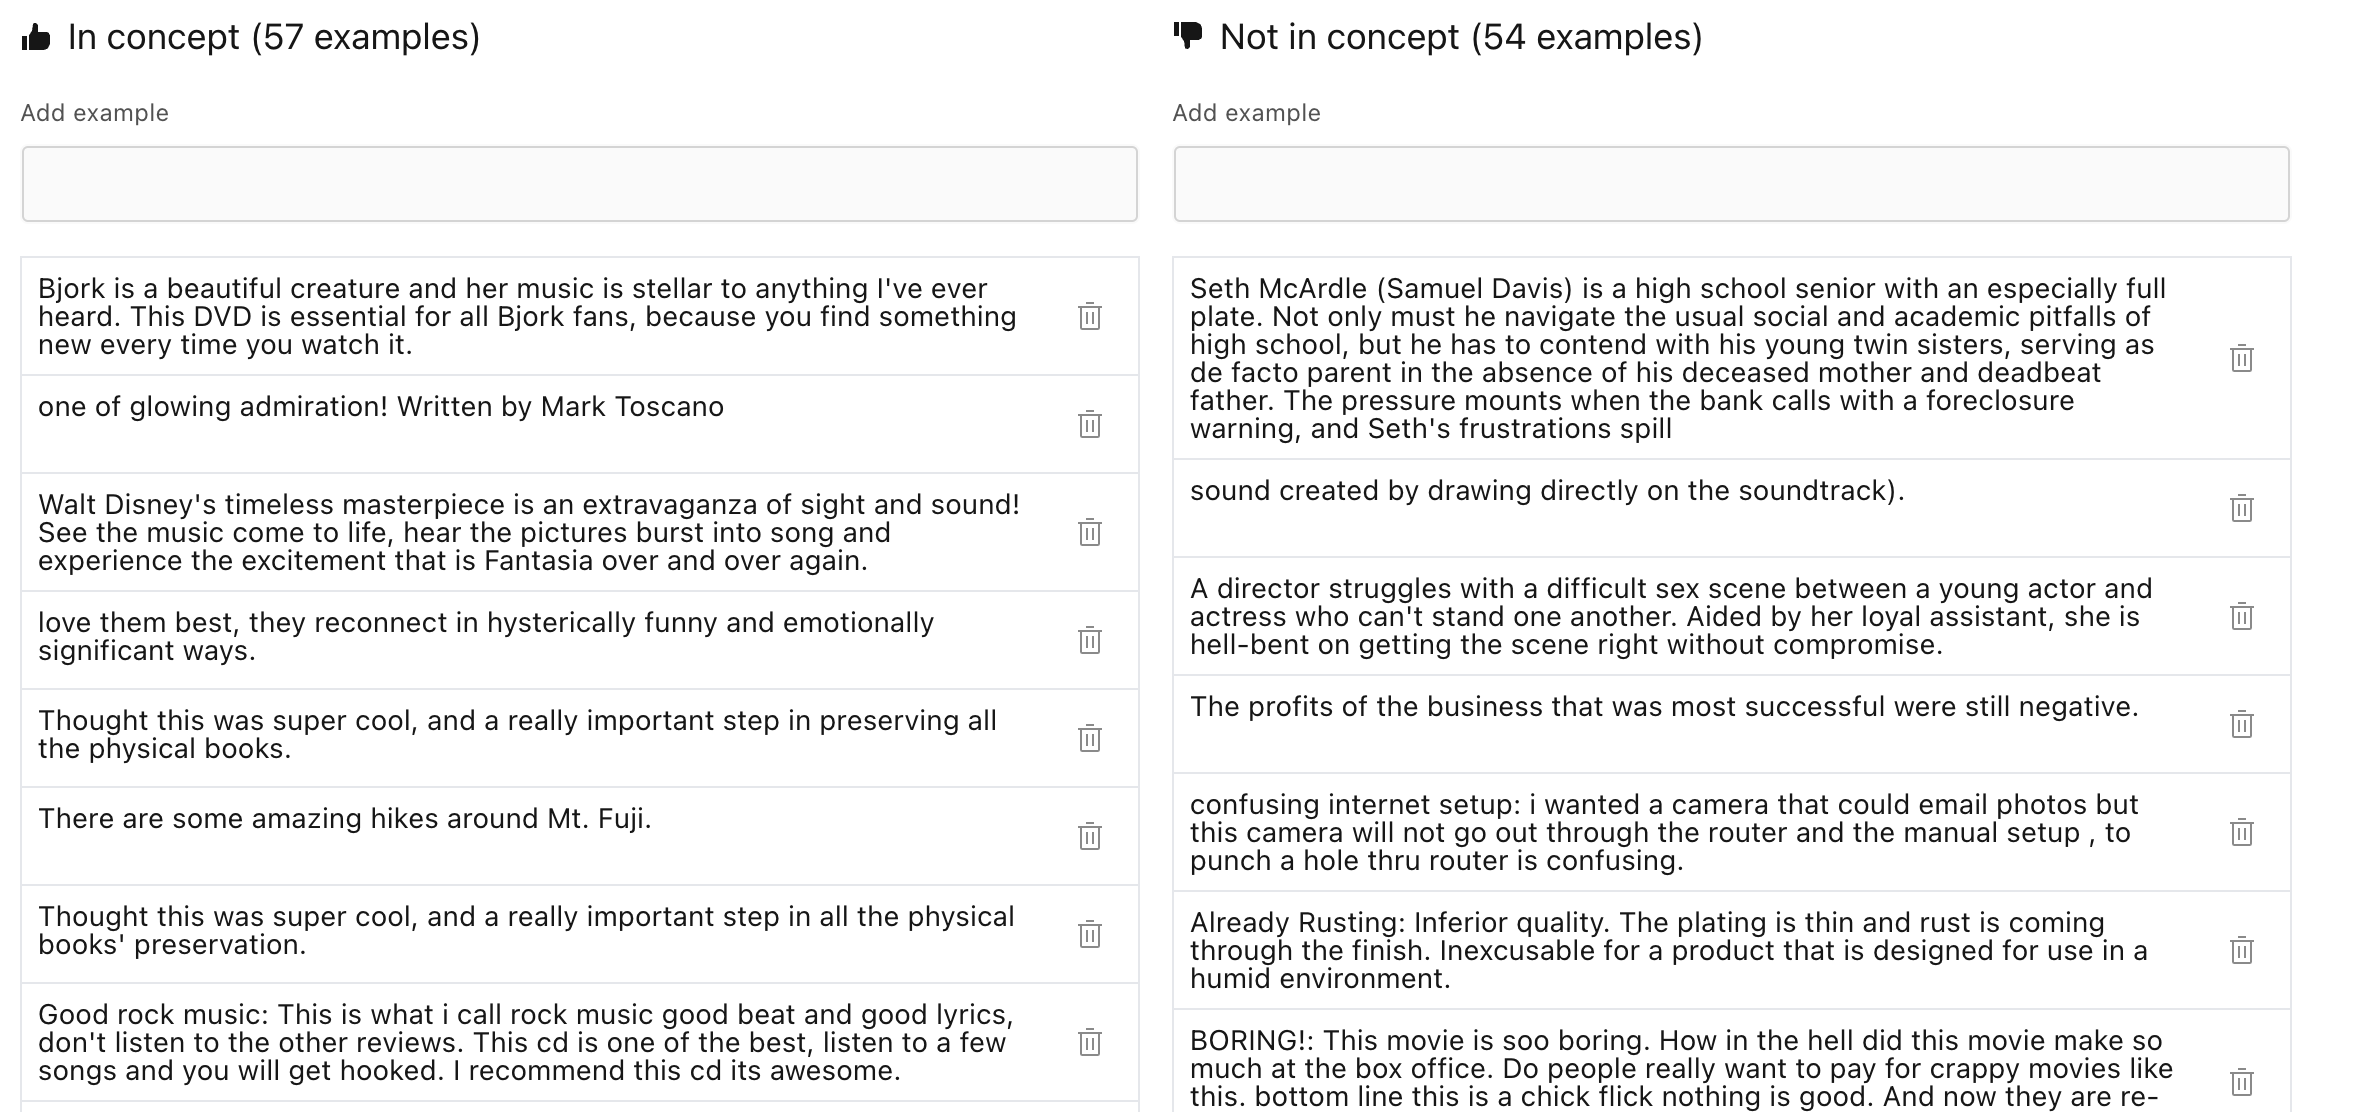 In concept (57 examples)
Add example
Bjork is a beautiful creature and her music is stellar to anything I've ever
heard. This DVD is essential for all Bjork fans, because you find something
new every time you watch it.
one of glowing admiration! Written by Mark Toscano
Walt Disney's timeless masterpiece is an extravaganza of sight and sound!
See the music come to life, hear the pictures burst into song and
experience the excitement that is Fantasia over and over again.
love them best, they reconnect in hysterically funny and emotionally
significant ways.
Thought this was super cool, and a really important step in preserving all
the physical books.
There are some amazing hikes around Mt. Fuji.
Thought this was super cool, and a really important step in all the physical
books' preservation.
Good rock music: This is what i call rock music good beat and good lyrics,
don't listen to the other reviews. This cd is one of the best, listen to a few
songs and you will get hooked. I recommend this cd its awesome.
Not in concept (54 examples)
Add example
Seth McArdle (Samuel Davis) is a high school senior with an especially full
plate. Not only must he navigate the usual social and academic pitfalls of
high school, but he has to contend with his young twin sisters, serving as
de facto parent in the absence of his deceased mother and deadbeat
father. The pressure mounts when the bank calls with a foreclosure
warning, and Seth's frustrations spill
sound created by drawing directly on the soundtrack).
A director struggles with a difficult sex scene between a young actor and
actress who can't stand one another. Aided by her loyal assistant, she is
hell-bent on getting the scene right without compromise.
The profits of the business that was most successful were still negative.
confusing internet setup: i wanted a camera that could email photos but
this camera will not go out through the router and the manual setup , to
punch a hole thru router is confusing.
Already Rusting: Inferior quality. The plating is thin and rust is coming
through the finish. Inexcusable for a product that is designed for use in a
humid environment.
BORING!: This movie is soo boring. How in the hell did this movie make so
much at the box office. Do people really want to pay for crappy movies like
this. bottom line this is a chick flick nothing is good. And now they are re-